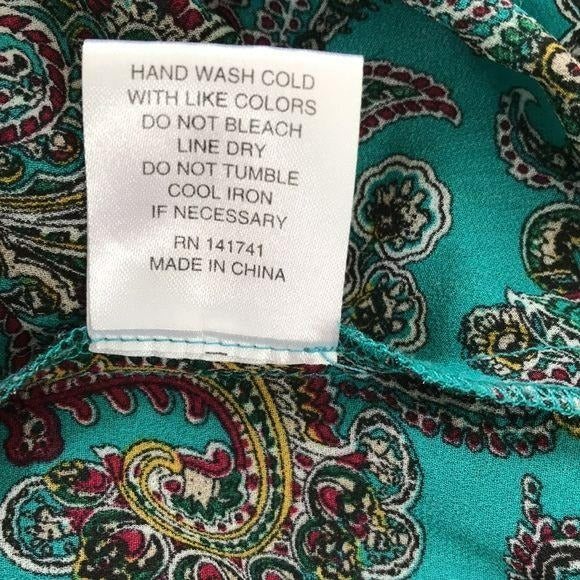 HAND WASH COLD
WITH LIKE COLORS
DO NOT BLEACH
LINE DRY
DO NOT TUMBLE
COOL IRON
IF NECESSARY
RN 141741
MADE IN CHINA